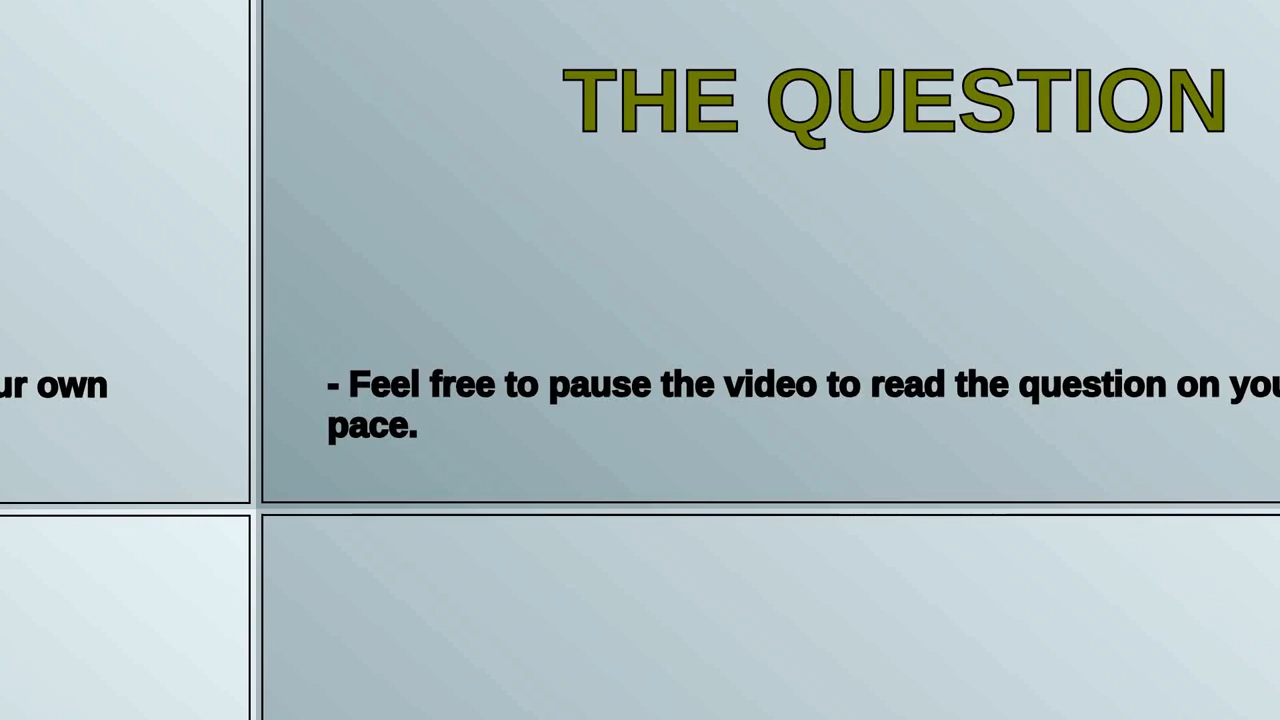 THE QUESTION
ur own
- Feel free to pause the video to read the question on you
pace.